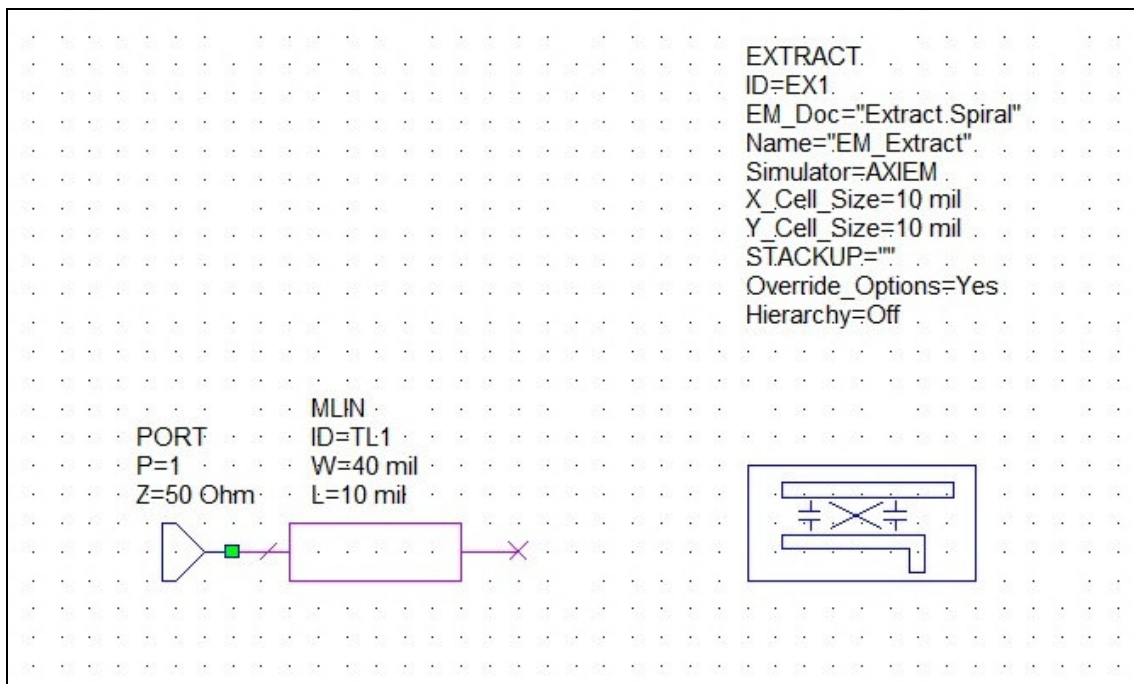 EXTRACT
ID=EX1
EM_Doc="Extract.Spiral"
Name="EM_Extract"
Simulator=AXIEM
X_Cell_Size=10 mil
Y_Cell_Size=10 mil
STACKUP=""
Override_Options=Yes
Hierarchy=Off
MLIN
ID=TL1
W=40 mil
L=10 mil
PORT
P=1
Z=50 Ohm